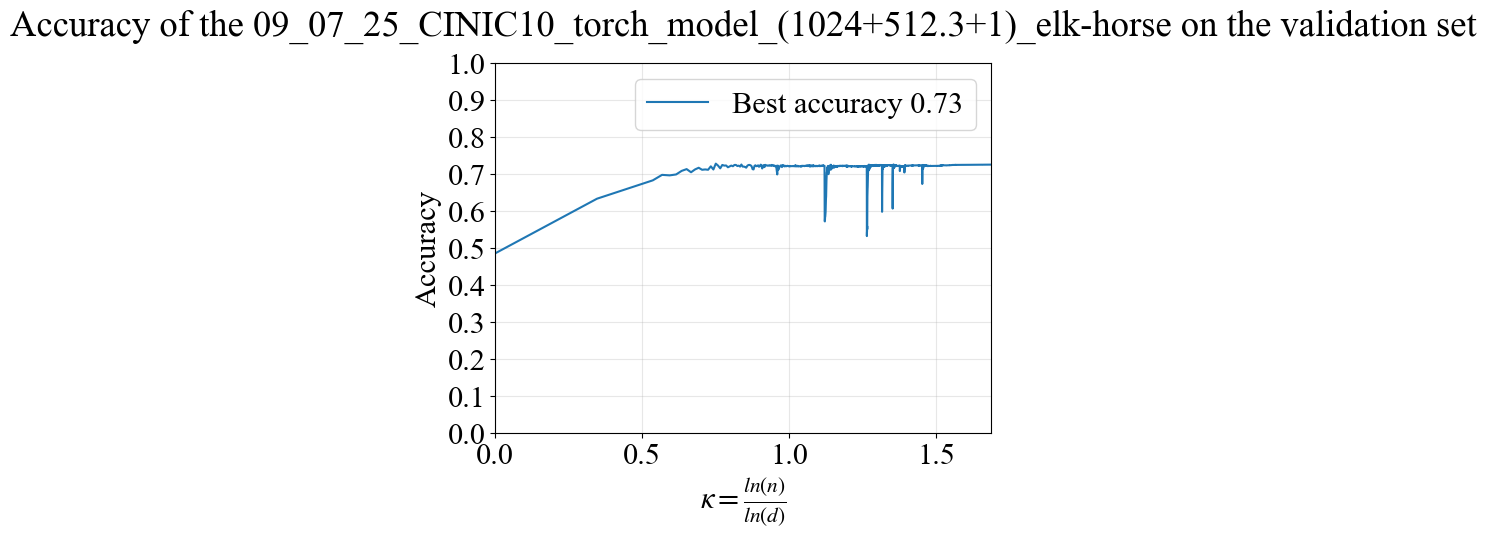 Accuracy of the 09_07_25_CINIC10_torch_model_(1024+512.3+1)_elk-horse on the validation set
Best accuracy 0.73
Accuracy
1.0
0.9
0.8
0.7
0.6
0.5
0.4
0.3
0.2
0.1
0.0
0.0 0.5 1.0 1.5
κ = ln(n) / ln(d)